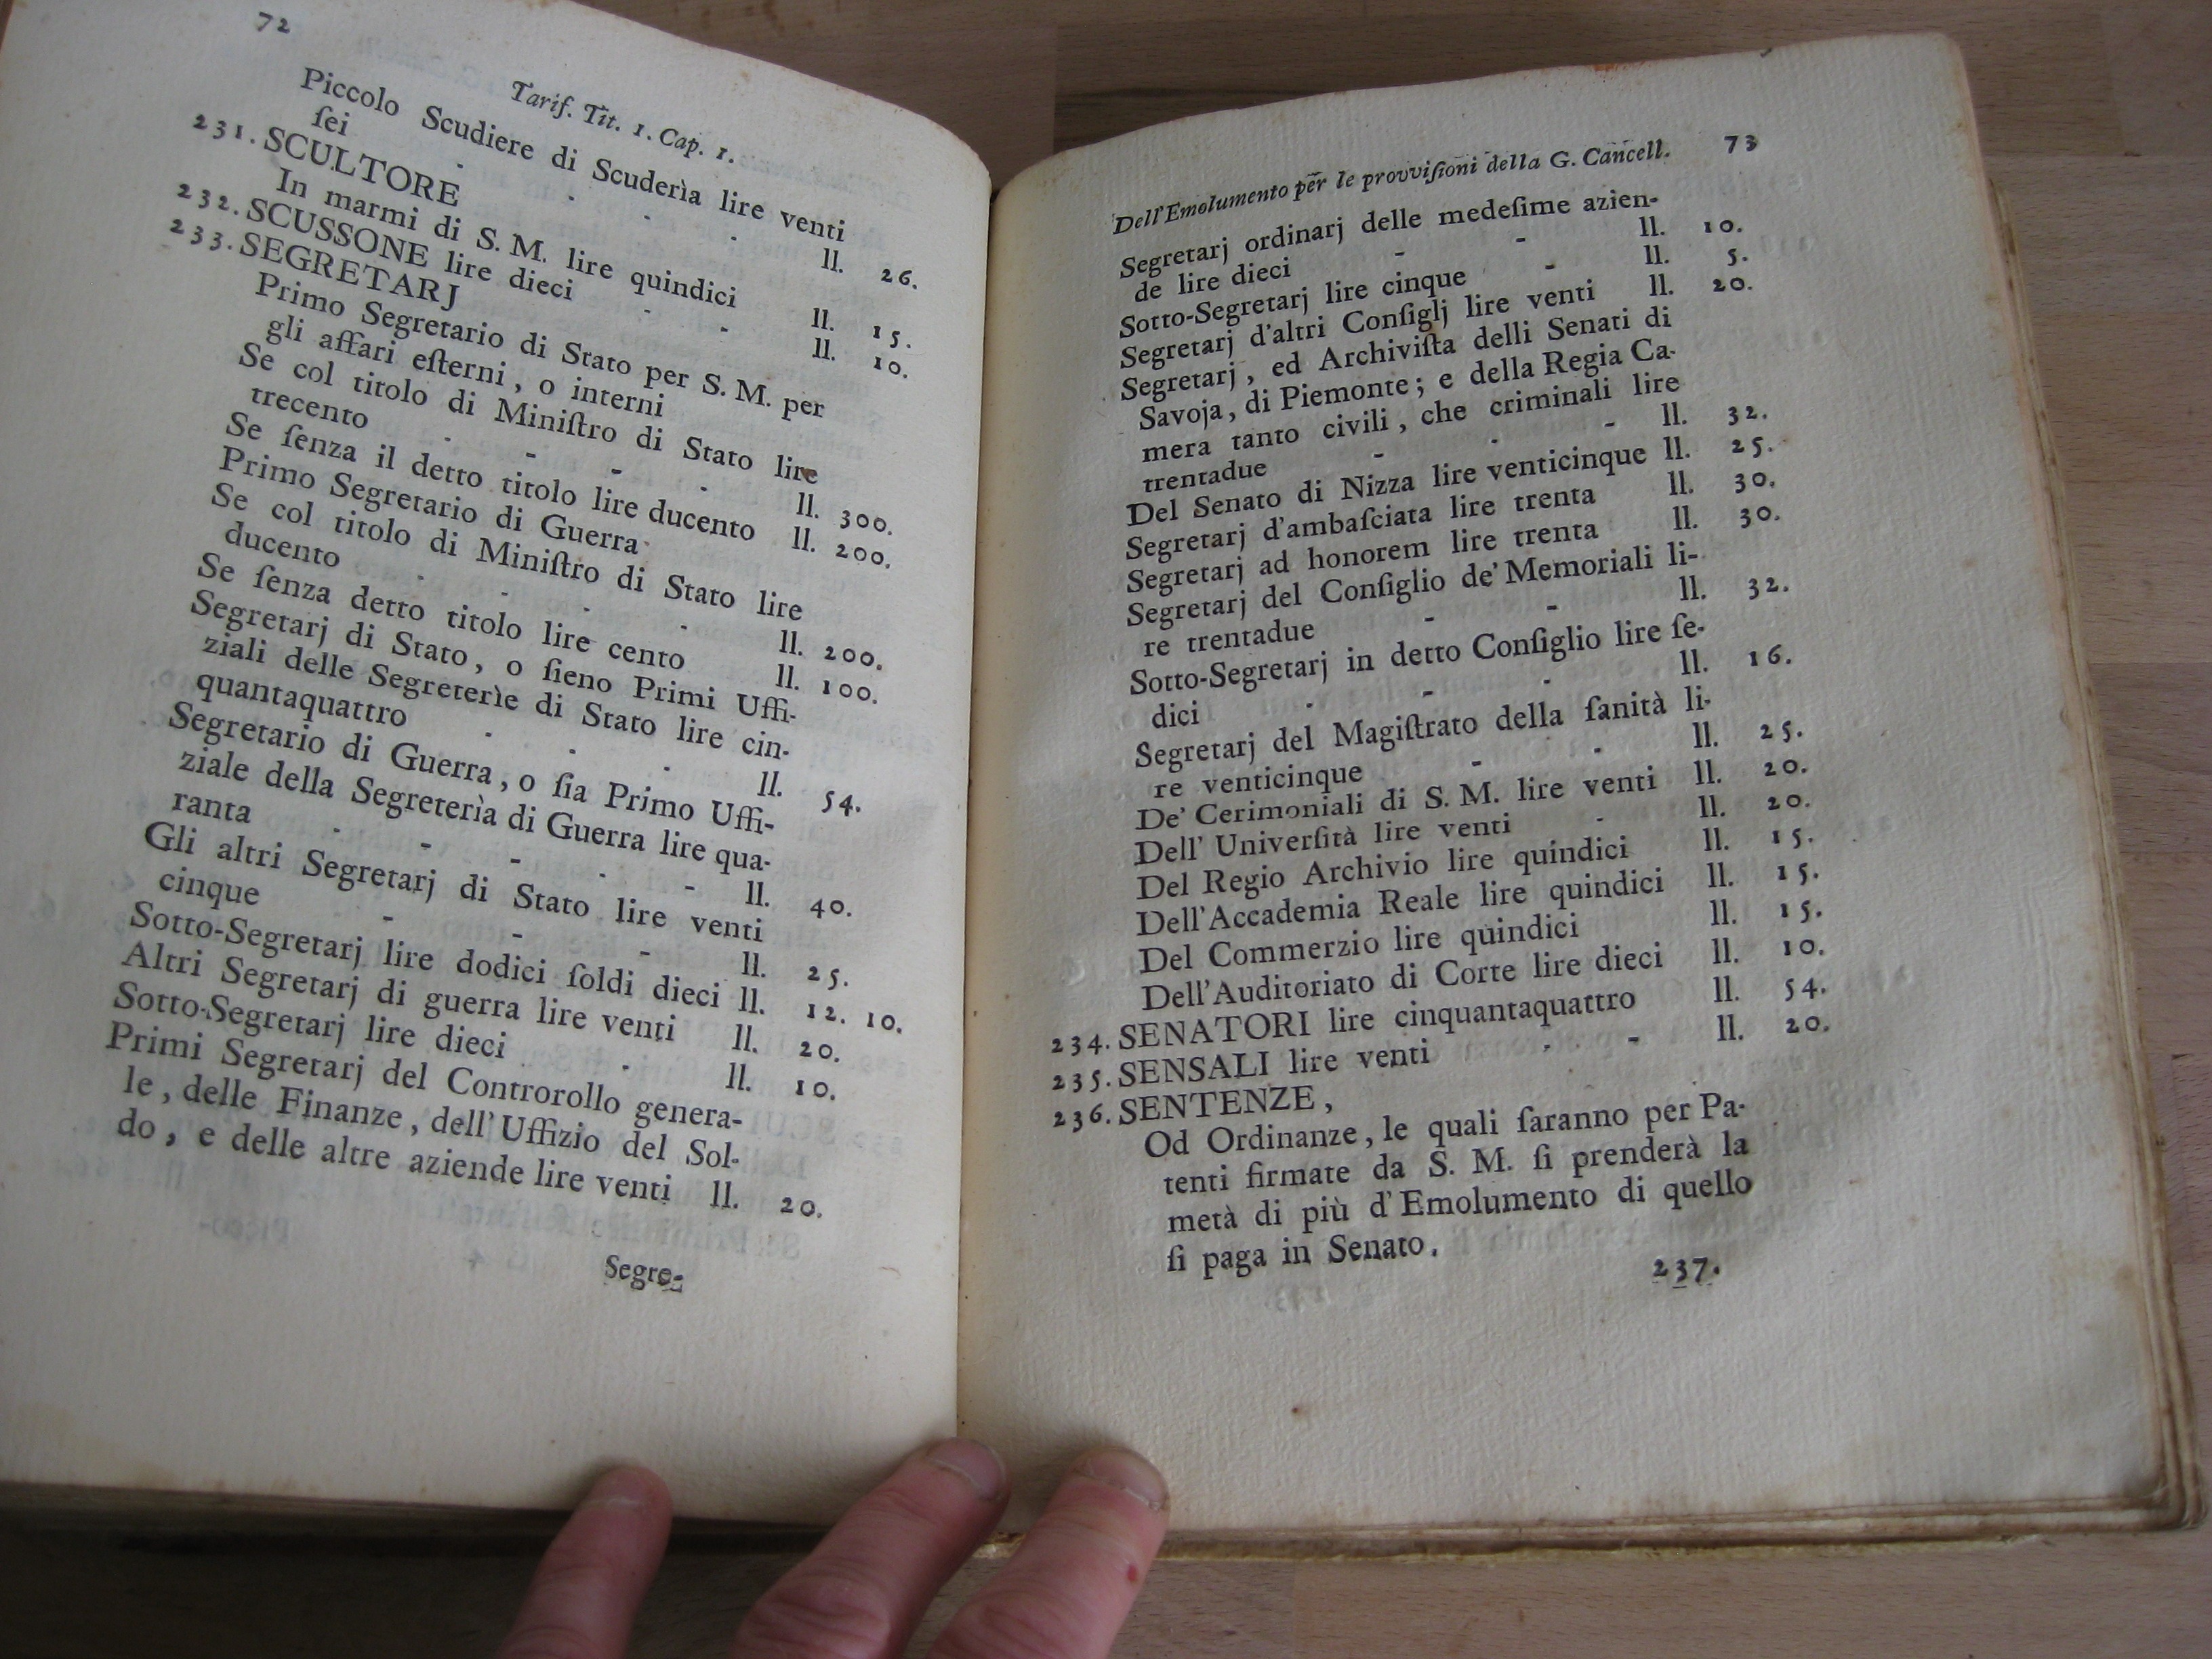 72
Tarif. Tit. 1. Cap. 1.
Piccolo Scudiere di Scuderìa lire venti
ſei - - - - ll. 26.
231. SCULTORE
In marmi di S. M. lire quindici ll. 15.
232. SCUSSONE lire dieci - - ll. 10.
233. SEGRETARJ
Primo Segretario di Stato per S. M. per
gli affari eſterni, o interni
Se col titolo di Miniſtro di Stato lire
trecento - - - - ll. 300.
Se ſenza il detto titolo lire ducento ll. 200.
Primo Segretario di Guerra
Se col titolo di Miniſtro di Stato lire
ducento - - - - ll. 200.
Se ſenza detto titolo lire cento ll. 100.
Segretarj di Stato, o ſieno Primi Uffi-
ziali delle Segreterìe di Stato lire cin-
quantaquattro - - - ll. 54.
Segretario di Guerra, o ſia Primo Uffi-
ziale della Segreterìa di Guerra lire qua-
ranta - - - - - ll. 40.
Gli altri Segretarj di Stato lire venti
cinque - - - ll. 25.
Sotto-Segretarj lire dodici ſoldi dieci ll. 12. 10.
Altri Segretarj di guerra lire venti ll. 20.
Sotto-Segretarj lire dieci - ll. 10.
Primi Segretarj del Controrollo genera-
le, delle Finanze, dell'Uffizio del Sol-
do, e delle altre aziende lire venti ll. 20.
Segre-
Dell'Emolumento per le provviſioni della G. Cancell. 73
Segretarj ordinarj delle medeſime azien-
de lire dieci - - ll. 10.
Sotto-Segretarj lire cinque - ll. 5.
Segretarj d'altri Conſiglj lire venti ll. 20.
Segretarj, ed Archiviſta delli Senati di
Savoja, di Piemonte; e della Regia Ca-
mera tanto civili, che criminali lire
trentadue - - - ll. 32.
Del Senato di Nizza lire venticinque ll. 25.
Segretarj d'ambaſciata lire trenta ll. 30.
Segretarj ad honorem lire trenta ll. 30.
Segretarj del Conſiglio de' Memoriali li-
re trentadue - - ll. 32.
Sotto-Segretarj in detto Conſiglio lire ſe-
dici - - - ll. 16.
Segretarj del Magiſtrato della ſanità li-
re venticinque - - ll. 25.
De' Cerimoniali di S. M. lire venti ll. 20.
Dell' Univerſità lire venti - ll. 20.
Del Regio Archivio lire quindici ll. 15.
Dell'Accademia Reale lire quindici ll. 15.
Del Commerzio lire quindici ll. 15.
Dell'Auditoriato di Corte lire dieci ll. 10.
234. SENATORI lire cinquantaquattro ll. 54.
235. SENSALI lire venti - - ll. 20.
236. SENTENZE,
Od Ordinanze, le quali ſaranno per Pa-
tenti firmate da S. M. ſi prenderà la
metà di più d'Emolumento di quello
ſi paga in Senato.
237.